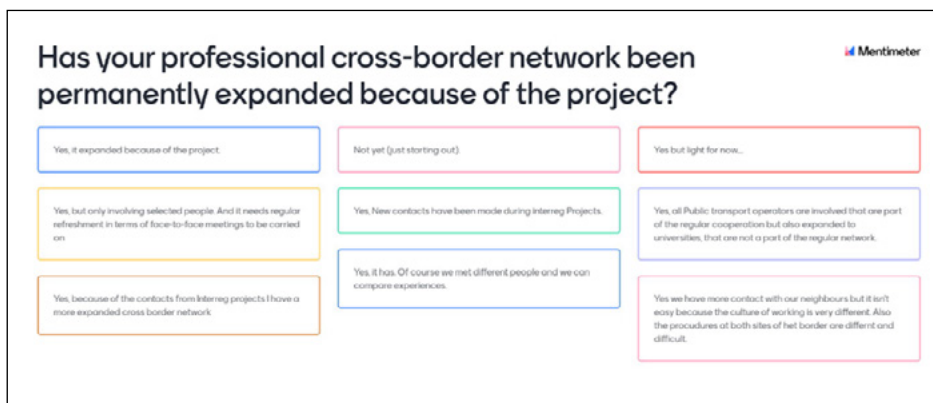 Has your professional cross-border network been
permanently expanded because of the project?
Mentimeter
Yes, it expanded because of the project.
Not yet (just starting out).
Yes but light for now...
Yes, but only involving selected people. And it needs regular
refreshment in terms of face-to-face meetings to be carried
on
Yes, New contacts have been made during Interreg Projects.
Yes, all Public transport operators are involved that are part
of the regular cooperation but also expanded to
universities, that are not a part of the regular network.
Yes, because of the contacts from Interreg projects I have a
more expanded cross border network
Yes, it has. Of course we met different people and we can
compare experiences.
Yes we have more contact with our neighbours but it isn't
easy because the culture of working is very different. Also
the procudures at both sites of het border are differnt and
difficult.